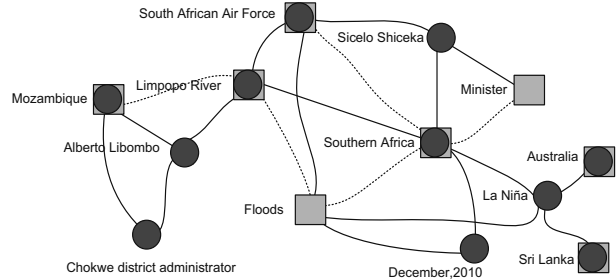 South African Air Force
Sicelo Shiceka
Limpopo River
Minister
Mozambique
Alberto Libombo
Southern Africa
Australia
La Niña
Floods
Chokwe district administrator
December,2010
Sri Lanka